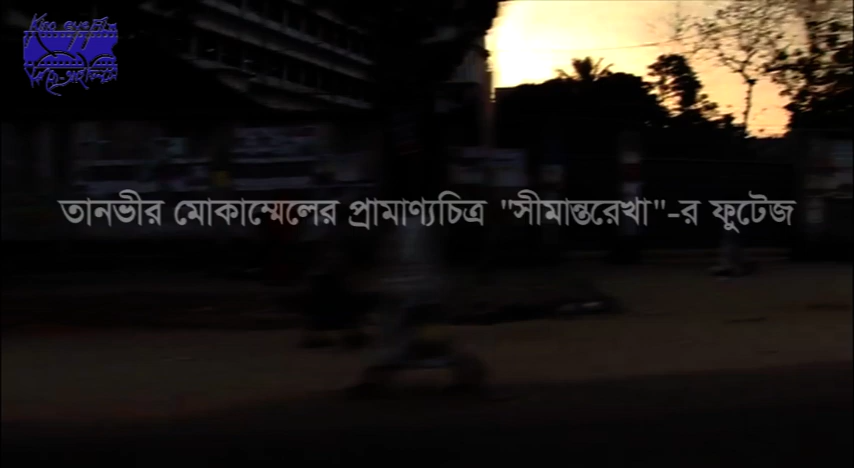 তানভীর মোকাম্মেলের প্রামাণ্যচিত্র "সীমান্তরেখা"-র ফুটেজ